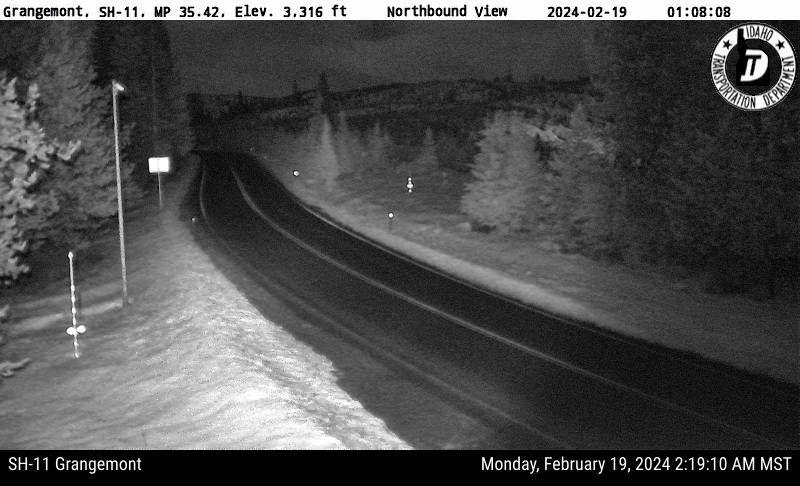 Grangemont, SH-11, MP 35.42, Elev. 3,316 ft Northbound View 2024-02-19 01:08:08
IDAHO
TRANSPORTATION DEPARTMENT
SH-11 Grangemont Monday, February 19, 2024 2:19:10 AM MST